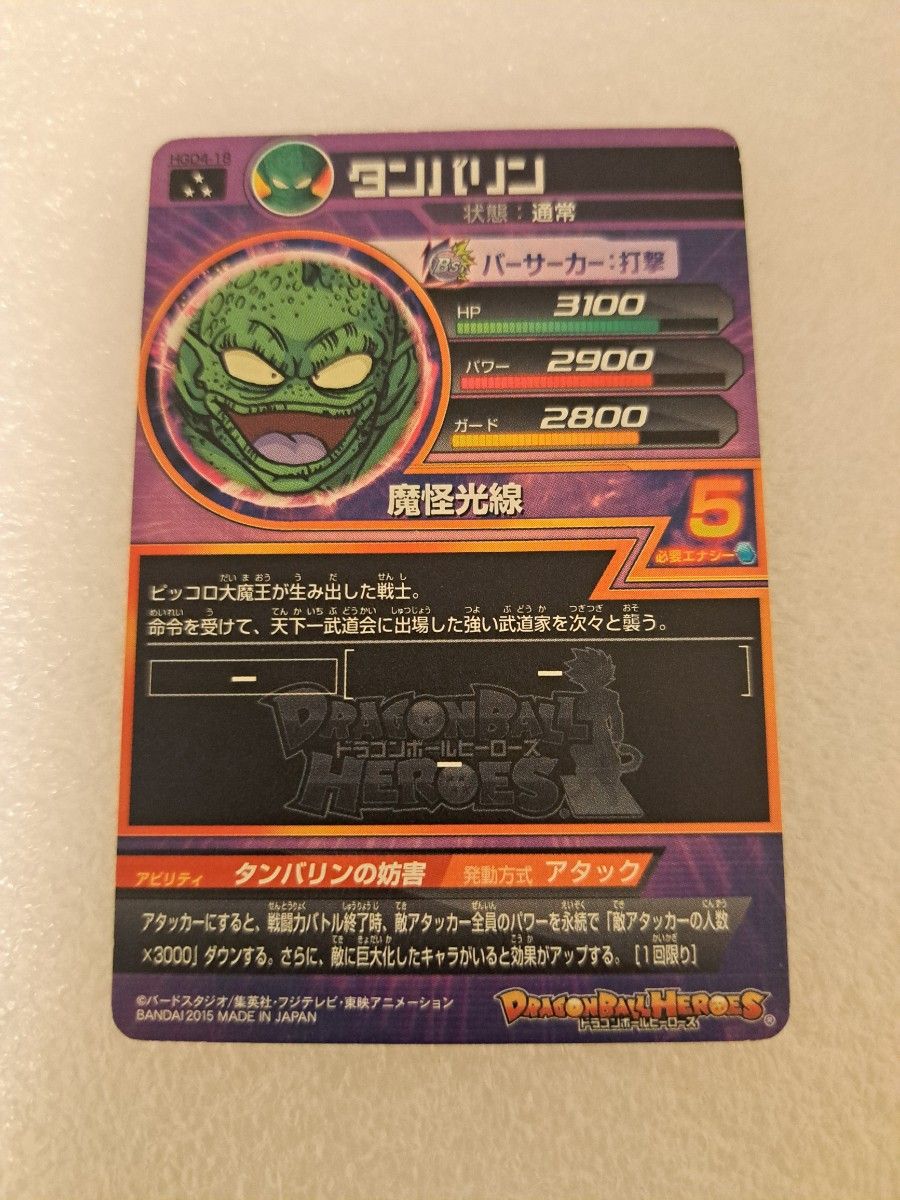 HGD4-18
タンバリン
状態：通常
Bs バーサーカー：打撃
HP 3100
パワー 2900
ガード 2800
魔怪光線
5
必要エナジー
ピッコロ大魔王が生み出した戦士。
命令を受けて、天下一武道会に出場した強い武道家を次々と襲う。
ー ー
DRAGONBALL
ドラゴンボールヒーローズ
ー
HEROES
アビリティ タンバリンの妨害 発動方式 アタック
アタッカーにすると、戦闘力バトル終了時、敵アタッカー全員のパワーを永続で「敵アタッカーの人数
×3000」ダウンする。さらに、敵に巨大化したキャラがいると効果がアップする。［1回限り］
©バードスタジオ/集英社・フジテレビ・東映アニメーション
BANDAI 2015 MADE IN JAPAN
DRAGONBALL HEROES
ドラゴンボールヒーローズ ®